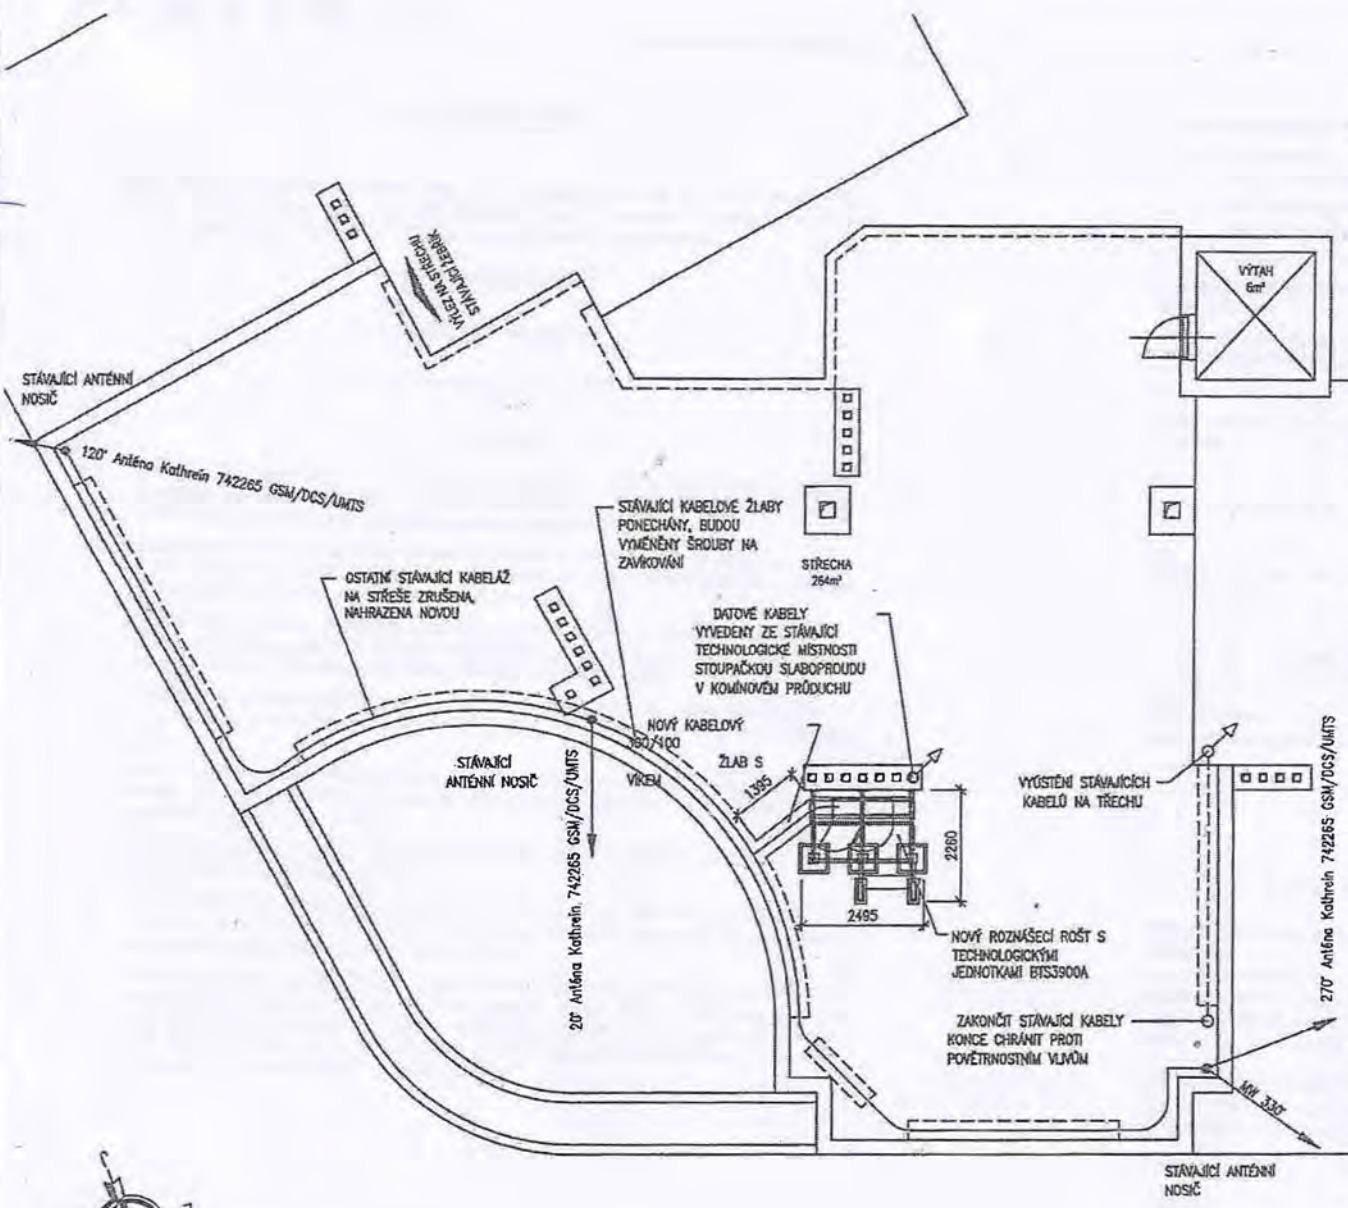 VÝLEZ NA STŘECHU
STÁVAJÍCÍ ŽEBŘÍK
VÝTAH
6m²
STÁVAJÍCÍ ANTÉNNÍ
NOSIČ
120° Anténa Kathrein 742265 GSM/DCS/UMTS
STÁVAJÍCÍ KABELOVÉ ŽLABY
PONECHÁNY, BUDOU
VYMĚNĚNY ŠROUBY NA
ZAVÍKOVÁNÍ
STŘECHA
264m²
OSTATNÍ STÁVAJÍCÍ KABELÁŽ
NA STŘEŠE ZRUŠENA,
NAHRAZENA NOVOU
DATOVÉ KABELY
VYVEDENY ZE STÁVAJÍCÍ
TECHNOLOGICKÉ MÍSTNOSTI
STOUPAČKOU SLABOPROUDU
V KOMÍNOVÉM PRŮDUCHU
NOVÝ KABELOVÝ
ŽLAB S
300/100
VÍKEM
1395
STÁVAJÍCÍ
ANTÉNNÍ NOSIČ
20° Anténa Kathrein 742265 GSM/DCS/UMTS
2260
2495
VYÚSTĚNÍ STÁVAJÍCÍCH
KABELŮ NA TŘECHU
NOVÝ ROZNÁŠECÍ ROŠT S
TECHNOLOGICKÝMI
JEDNOTKAMI BTS3900A
ZAKONČIT STÁVAJÍCÍ KABELY
KONCE CHRÁNIT PROTI
POVĚTRNOSTNÍM VLIVŮM
270° Anténa Kathrein 742265 GSM/DCS/UMTS
MW 330°
STÁVAJÍCÍ ANTÉNNÍ
NOSIČ